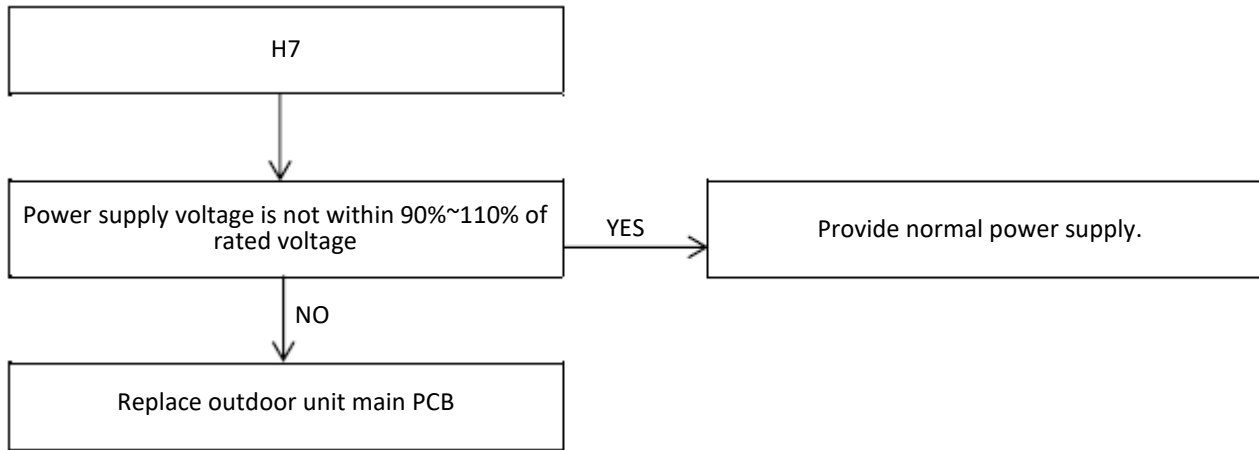 H7
Power supply voltage is not within 90%~110% of
rated voltage
YES
Provide normal power supply.
NO
Replace outdoor unit main PCB